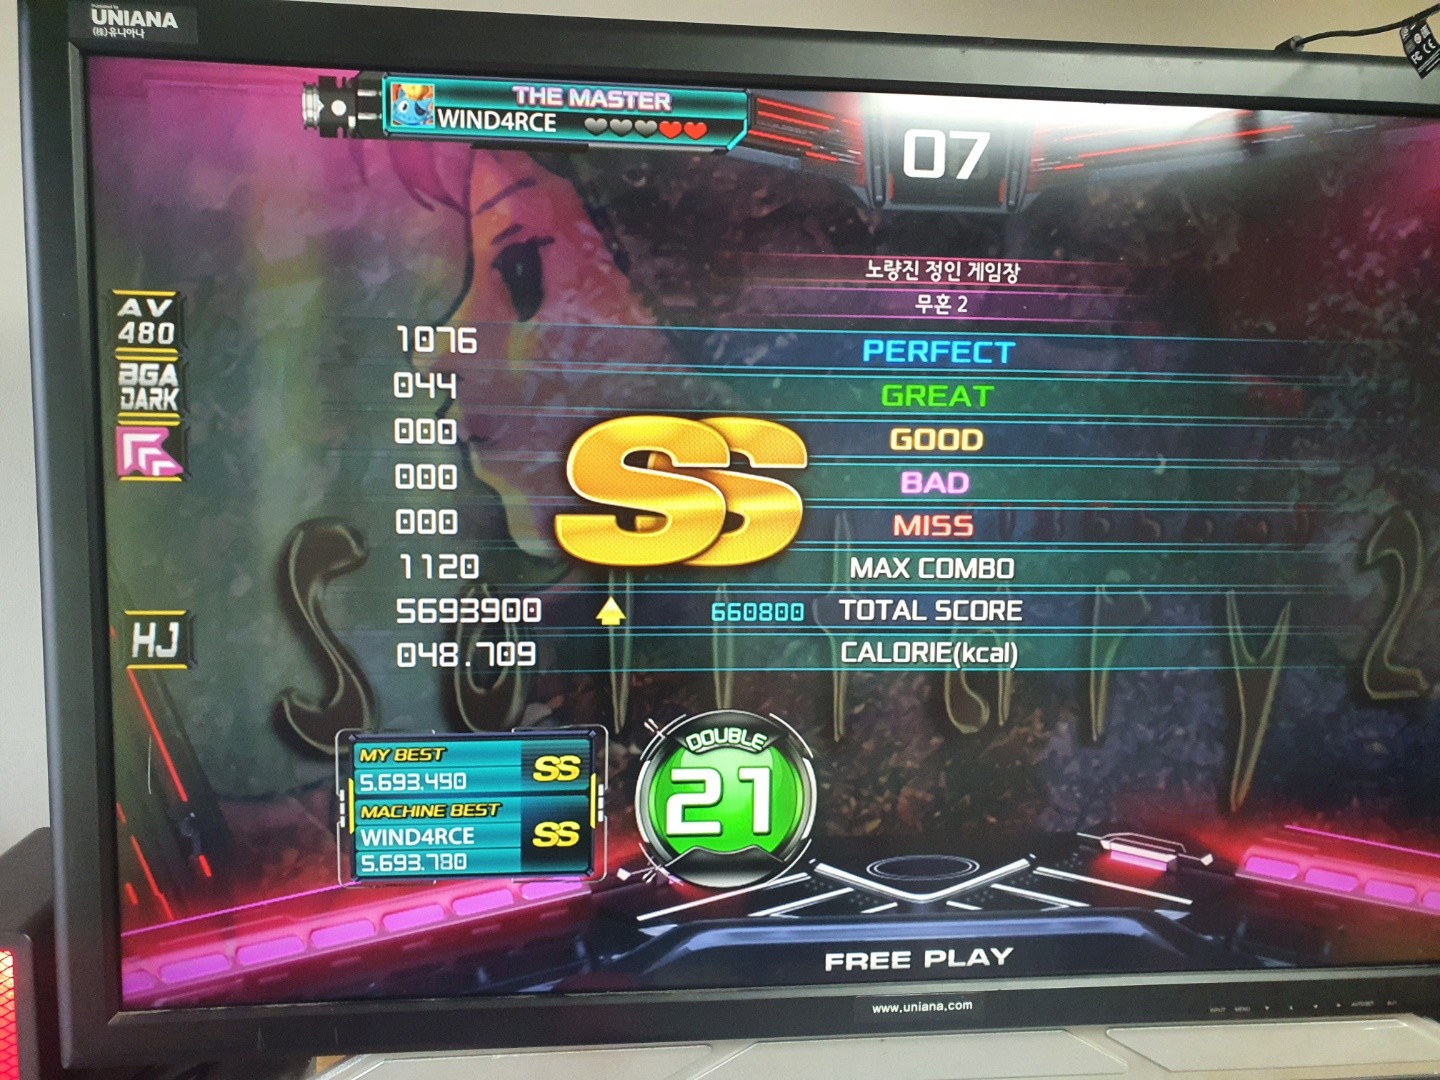 UNIANA
(株)유니아나
THE MASTER
WIND4RCE
07
노량진 정인 게임장
무혼 2
AV
480
BGA
DARK
HJ
1076 PERFECT
044 GREAT
000 GOOD
000 BAD
000 MISS
1120 MAX COMBO
5693900 660800 TOTAL SCORE
048.709 CALORIE(kcal)
SS
Solitary 2
MY BEST
5.693.490 SS
MACHINE BEST
WIND4RCE SS
5.693.780
DOUBLE
21
FREE PLAY
www.uniana.com